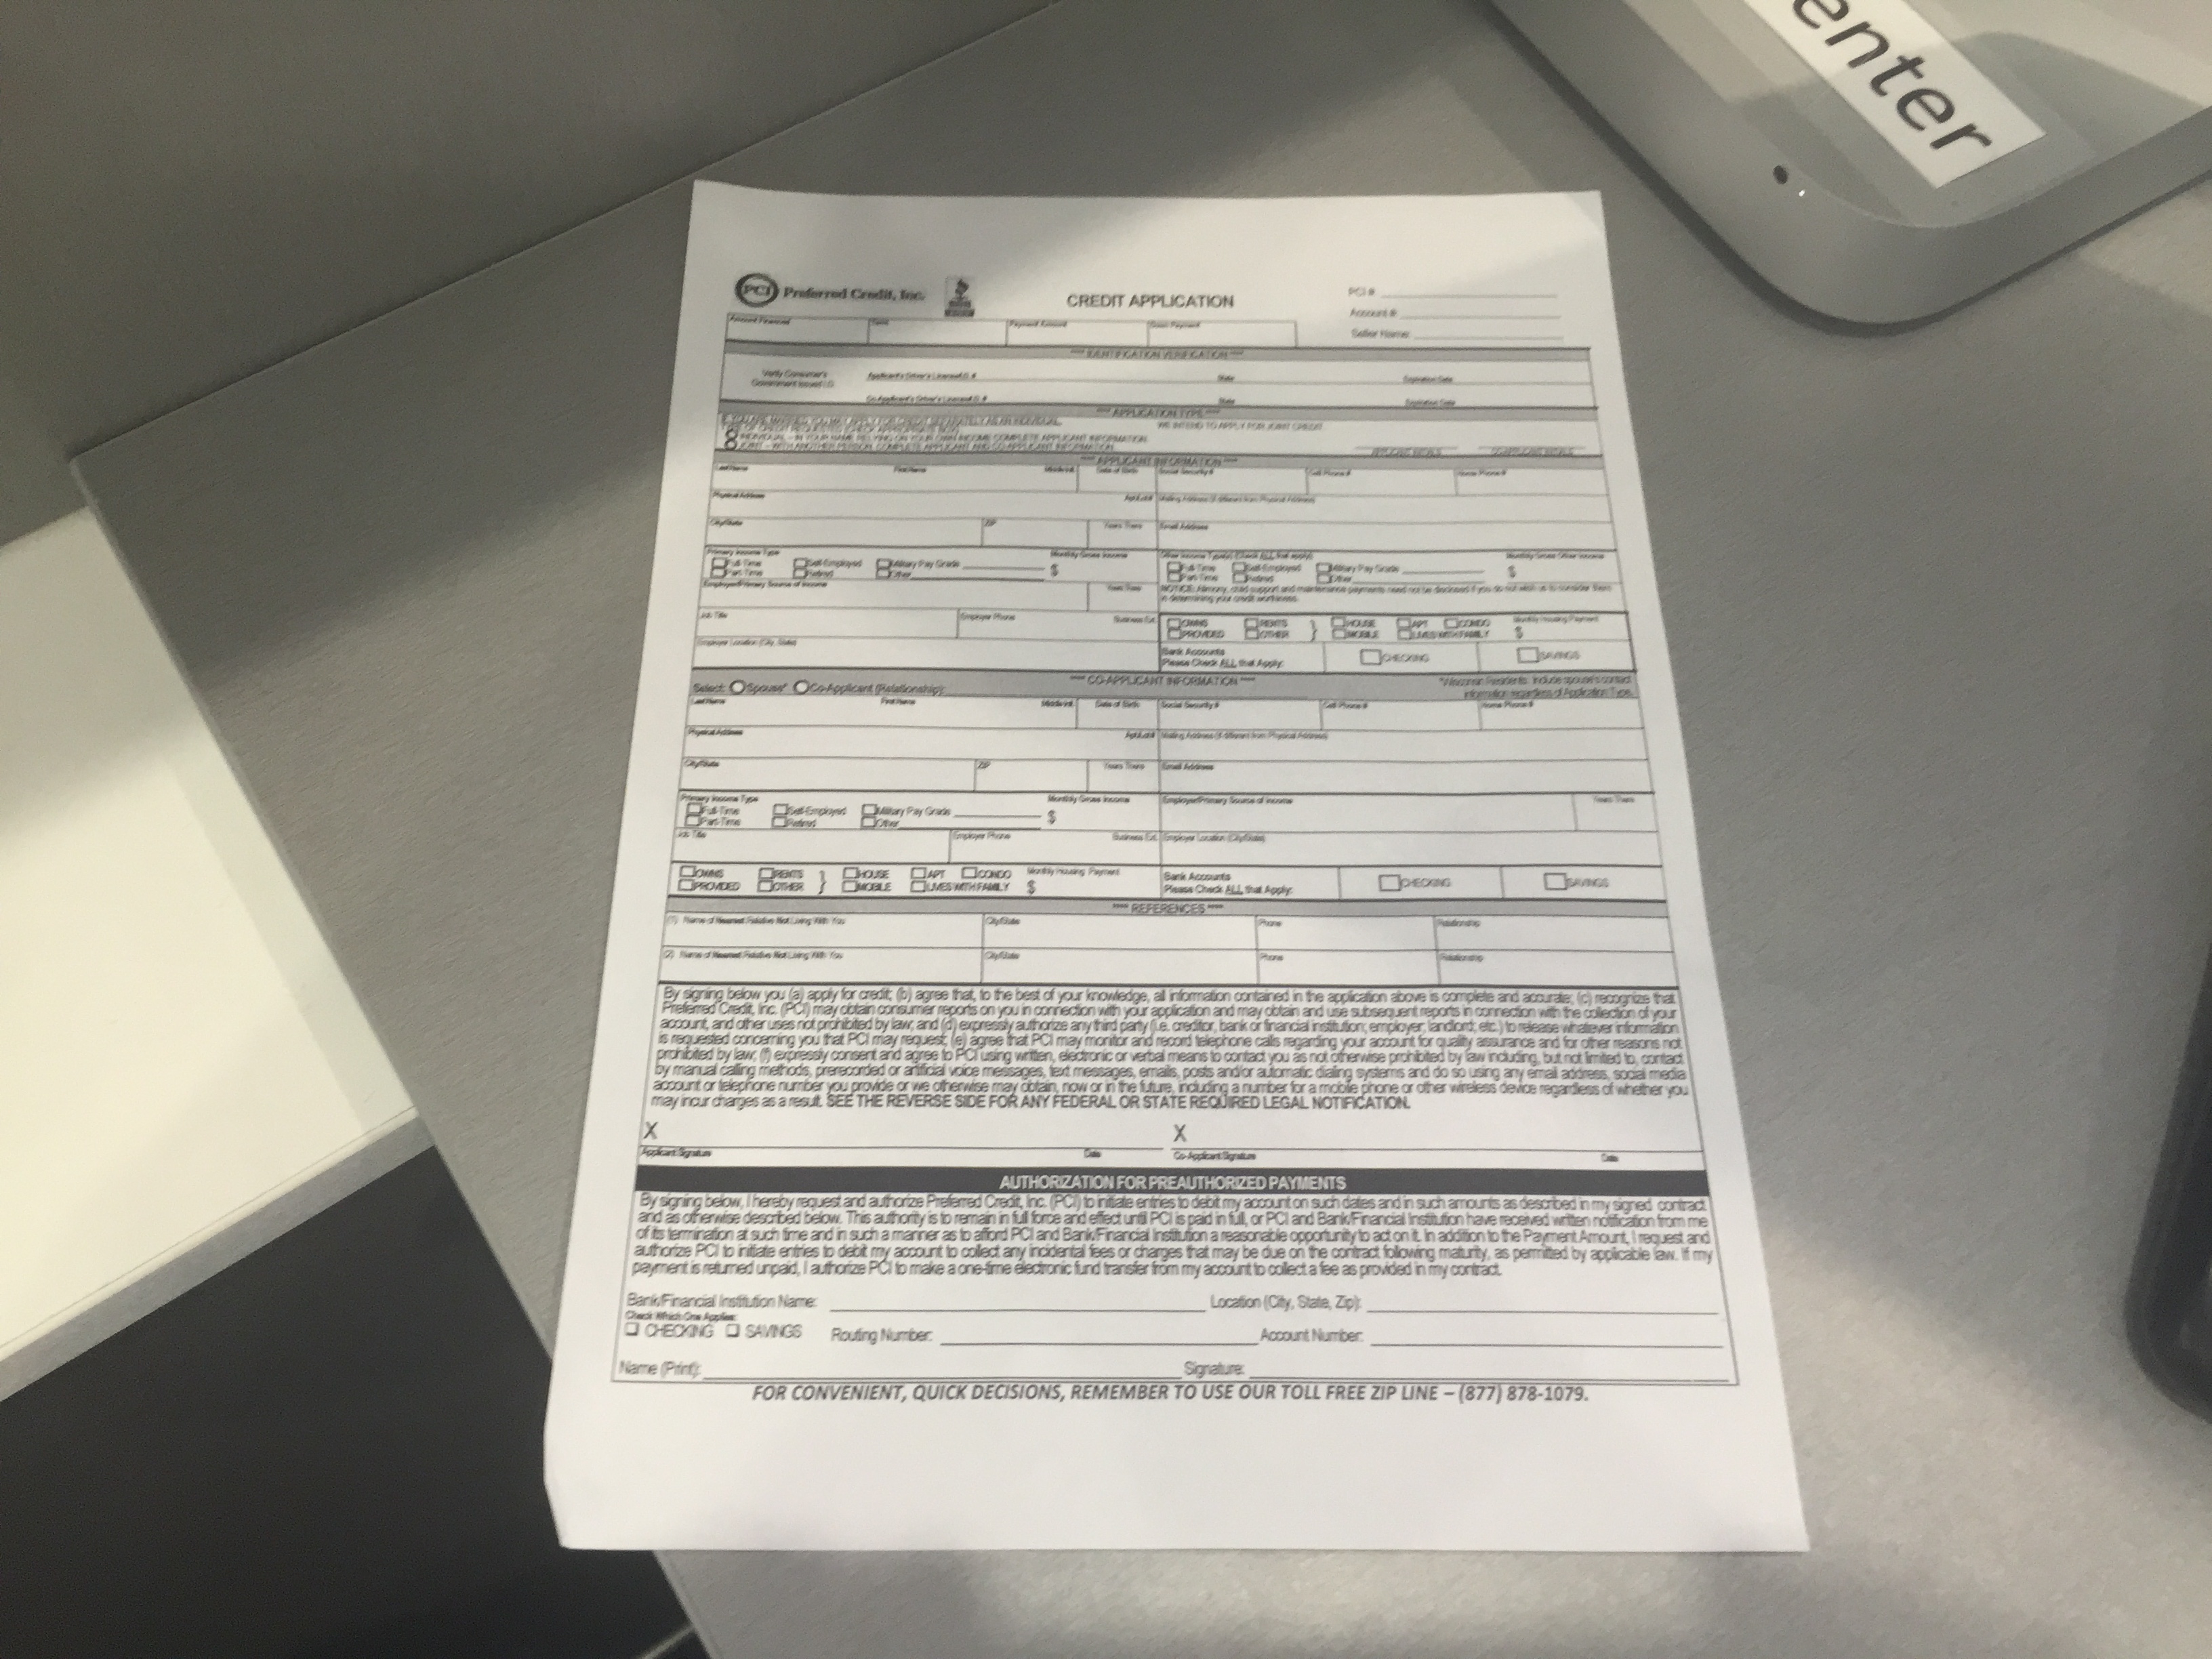 enter
PCI Preferred Credit, Inc.
CREDIT APPLICATION
PCI #
Account #
Seller Name:
Amount Financed Term Payment Amount Down Payment
**** IDENTIFICATION VERIFICATION ****
Verify Consumer's Applicant's Driver's License/I.D. # State Expiration Date
Government Issued I.D.
Co-Applicant's Driver's License/I.D. # State Expiration Date
**** APPLICATION TYPE ****
IF YOU ARE MARRIED, YOU MAY APPLY FOR CREDIT SEPARATELY AS AN INDIVIDUAL. WE INTEND TO APPLY FOR JOINT CREDIT
TYPE OF CREDIT REQUESTED (CHECK APPROPRIATE BOX)
INDIVIDUAL – IN YOUR NAME RELYING ON YOUR OWN INCOME COMPLETE APPLICANT INFORMATION
JOINT – WITH ANOTHER PERSON, COMPLETE APPLICANT AND CO-APPLICANT INFORMATION. APPLICANT INITIALS CO-APPLICANT INITIALS
**** APPLICANT INFORMATION ****
Last Name First Name Middle Int. Date of Birth Social Security # Cell Phone # Home Phone #
Physical Address Apt/Lot# Mailing Address (if different from Physical Address)
City/State ZIP Years There Email Address
Primary Income Type Monthly Gross Income Other Income Type(s) (Check ALL that apply) Monthly Gross Other Income
Full-Time Self-Employed Military Pay Grade $ Full-Time Self-Employed Military Pay Grade $
Part-Time Retired Other Part-Time Retired Other
Employer/Primary Source of Income Years There NOTICE: Alimony, child support and maintenance payments need not be disclosed if you do not wish us to consider them
in determining your credit worthiness.
Job Title Employer Phone Business Ext. OWNS RENTS } HOUSE APT CONDO Monthly Housing Payment
PROVIDED OTHER MOBILE LIVES WITH FAMILY $
Employer Location (City, State) Bank Accounts
Please Check ALL that Apply: CHECKING SAVINGS
Select: Spouse* Co-Applicant (Relationship): **** CO-APPLICANT INFORMATION **** *Wisconsin Residents: Include spouse's contact
information regardless of Application Type.
Last Name First Name Middle Int. Date of Birth Social Security # Cell Phone # Home Phone #
Physical Address Apt/Lot# Mailing Address (if different from Physical Address)
City/State ZIP Years There Email Address
Primary Income Type Monthly Gross Income Employer/Primary Source of Income Years There
Full-Time Self-Employed Military Pay Grade $
Part-Time Retired Other
Job Title Employer Phone Business Ext. Employer Location (City/State)
OWNS RENTS } HOUSE APT CONDO Monthly Housing Payment Bank Accounts
PROVIDED OTHER MOBILE LIVES WITH FAMILY $ Please Check ALL that Apply: CHECKING SAVINGS
**** REFERENCES ****
(1) Name of Nearest Relative Not Living With You City/State Phone Relationship
(2) Name of Nearest Relative Not Living With You City/State Phone Relationship
By signing below you (a) apply for credit; (b) agree that, to the best of your knowledge, all information contained in the application above is complete and accurate; (c) recognize that
Preferred Credit, Inc. (PCI) may obtain consumer reports on you in connection with your application and may obtain and use subsequent reports in connection with the collection of your
account, and other uses not prohibited by law; and (d) expressly authorize any third party (i.e. creditor, bank or financial institution; employer, landlord, etc.) to release whatever information
is requested concerning you that PCI may request; (e) agree that PCI may monitor and record telephone calls regarding your account for quality assurance and for other reasons not
prohibited by law; (f) expressly consent and agree to PCI using written, electronic or verbal means to contact you as not otherwise prohibited by law including, but not limited to, contact
by manual calling methods, prerecorded or artificial voice messages, text messages, emails, posts and/or automatic dialing systems and do so using any email address, social media
account or telephone number you provide or we otherwise may obtain, now or in the future, including a number for a mobile phone or other wireless device regardless of whether you
may incur charges as a result. SEE THE REVERSE SIDE FOR ANY FEDERAL OR STATE REQUIRED LEGAL NOTIFICATION.
X X
Applicant Signature Date Co-Applicant Signature Date
AUTHORIZATION FOR PREAUTHORIZED PAYMENTS
By signing below, I hereby request and authorize Preferred Credit, Inc. (PCI) to initiate entries to debit my account on such dates and in such amounts as described in my signed contract
and as otherwise described below. This authority is to remain in full force and effect until PCI is paid in full, or PCI and Bank/Financial Institution have received written notification from me
of its termination at such time and in such a manner as to afford PCI and Bank/Financial Institution a reasonable opportunity to act on it. In addition to the Payment Amount, I request and
authorize PCI to initiate entries to debit my account to collect any incidental fees or charges that may be due on the contract following maturity, as permitted by applicable law. If my
payment is returned unpaid, I authorize PCI to make a one-time electronic fund transfer from my account to collect a fee as provided in my contract.
Bank/Financial Institution Name: Location (City, State, Zip):
Check Which One Applies:
CHECKING SAVINGS Routing Number: Account Number:
Name (Print): Signature:
FOR CONVENIENT, QUICK DECISIONS, REMEMBER TO USE OUR TOLL FREE ZIP LINE – (877) 878-1079.